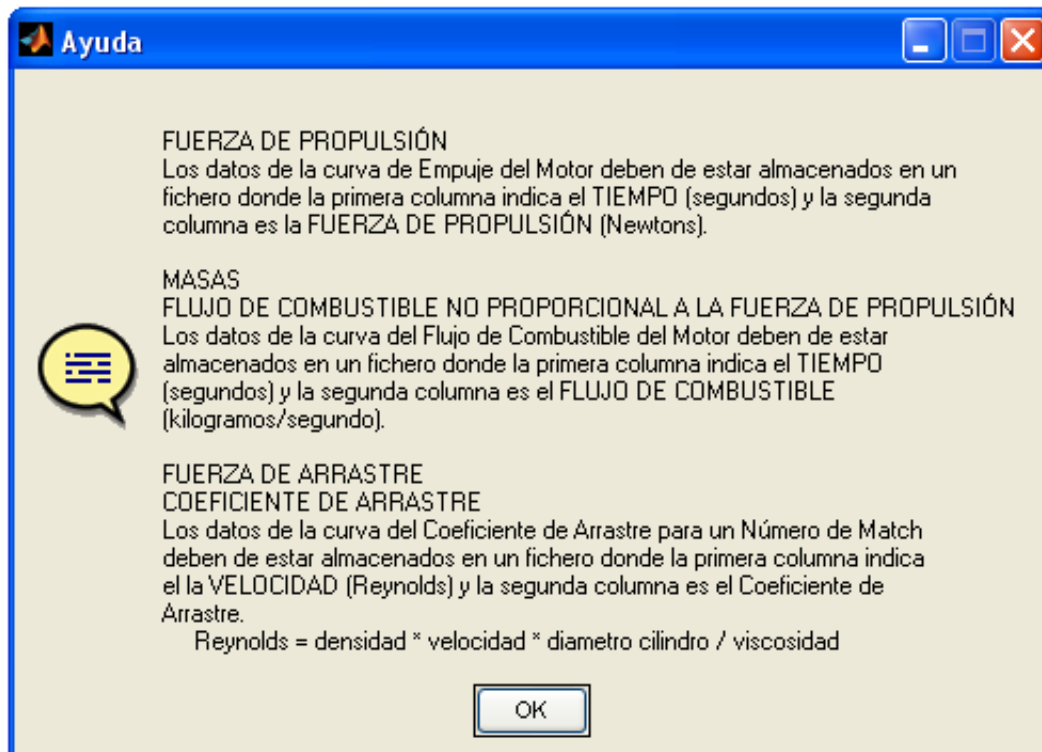 Ayuda
FUERZA DE PROPULSIÓN
Los datos de la curva de Empuje del Motor deben de estar almacenados en un
fichero donde la primera columna indica el TIEMPO (segundos) y la segunda
columna es la FUERZA DE PROPULSIÓN (Newtons).
MASAS
FLUJO DE COMBUSTIBLE NO PROPORCIONAL A LA FUERZA DE PROPULSIÓN
Los datos de la curva del Flujo de Combustible del Motor deben de estar
almacenados en un fichero donde la primera columna indica el TIEMPO
(segundos) y la segunda columna es el FLUJO DE COMBUSTIBLE
(kilogramos/segundo).
FUERZA DE ARRASTRE
COEFICIENTE DE ARRASTRE
Los datos de la curva del Coeficiente de Arrastre para un Número de Match
deben de estar almacenados en un fichero donde la primera columna indica
el la VELOCIDAD (Reynolds) y la segunda columna es el Coeficiente de
Arrastre.
Reynolds = densidad * velocidad * diametro cilindro / viscosidad
OK